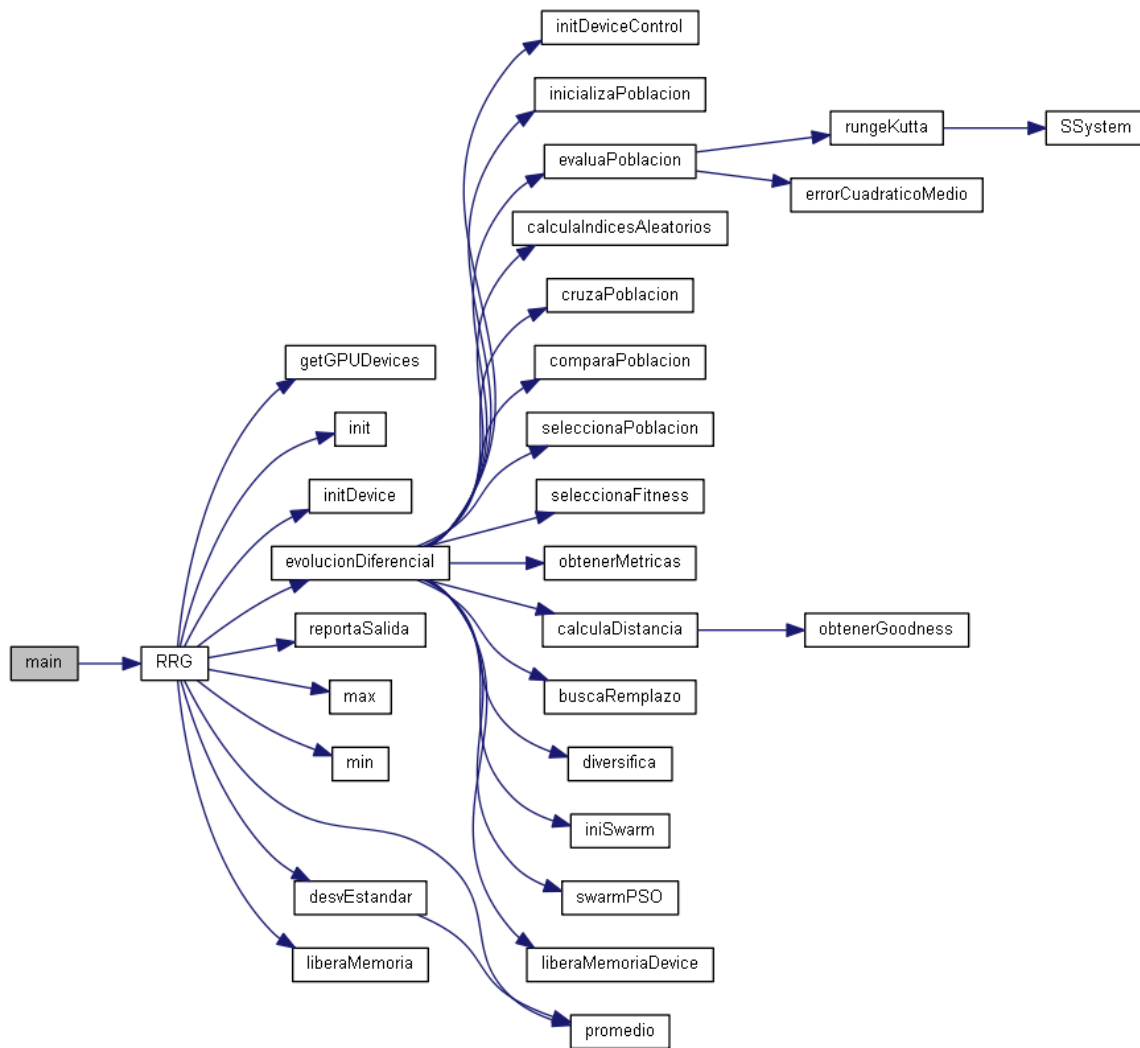 initDeviceControl
inicializaPoblacion
rungeKutta
SSystem
evaluaPoblacion
errorCuadraticoMedio
calculaIndicesAleatorios
cruzaPoblacion
getGPUDevices
comparaPoblacion
init
seleccionaPoblacion
initDevice
seleccionaFitness
evolucionDiferencial
obtenerMetricas
reportaSalida
calculaDistancia
obtenerGoodness
main
RRG
max
buscaRemplazo
min
diversifica
iniSwarm
desvEstandar
swarmPSO
liberaMemoria
liberaMemoriaDevice
promedio